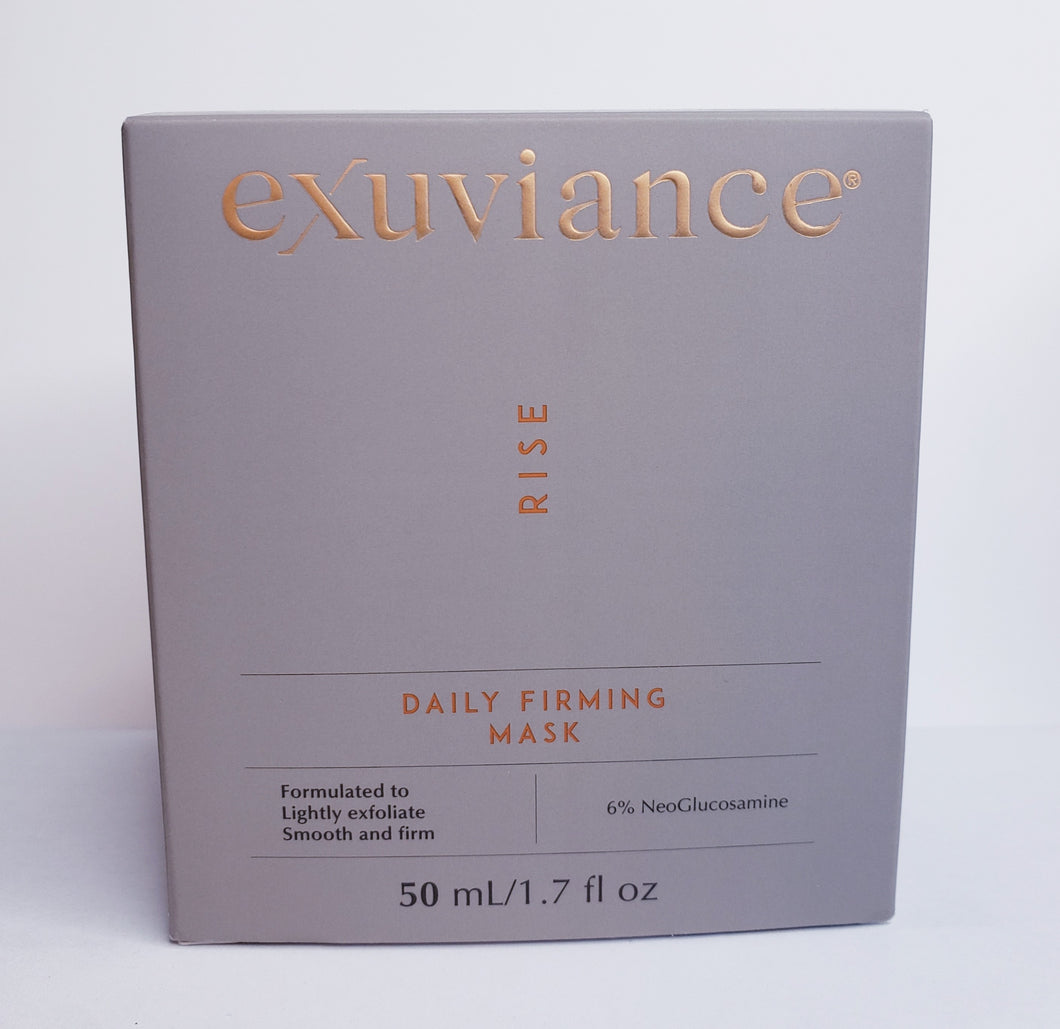 exuviance®
RISE
DAILY FIRMING
MASK
Formulated to
Lightly exfoliate
Smooth and firm
6% NeoGlucosamine
50 mL/1.7 fl oz